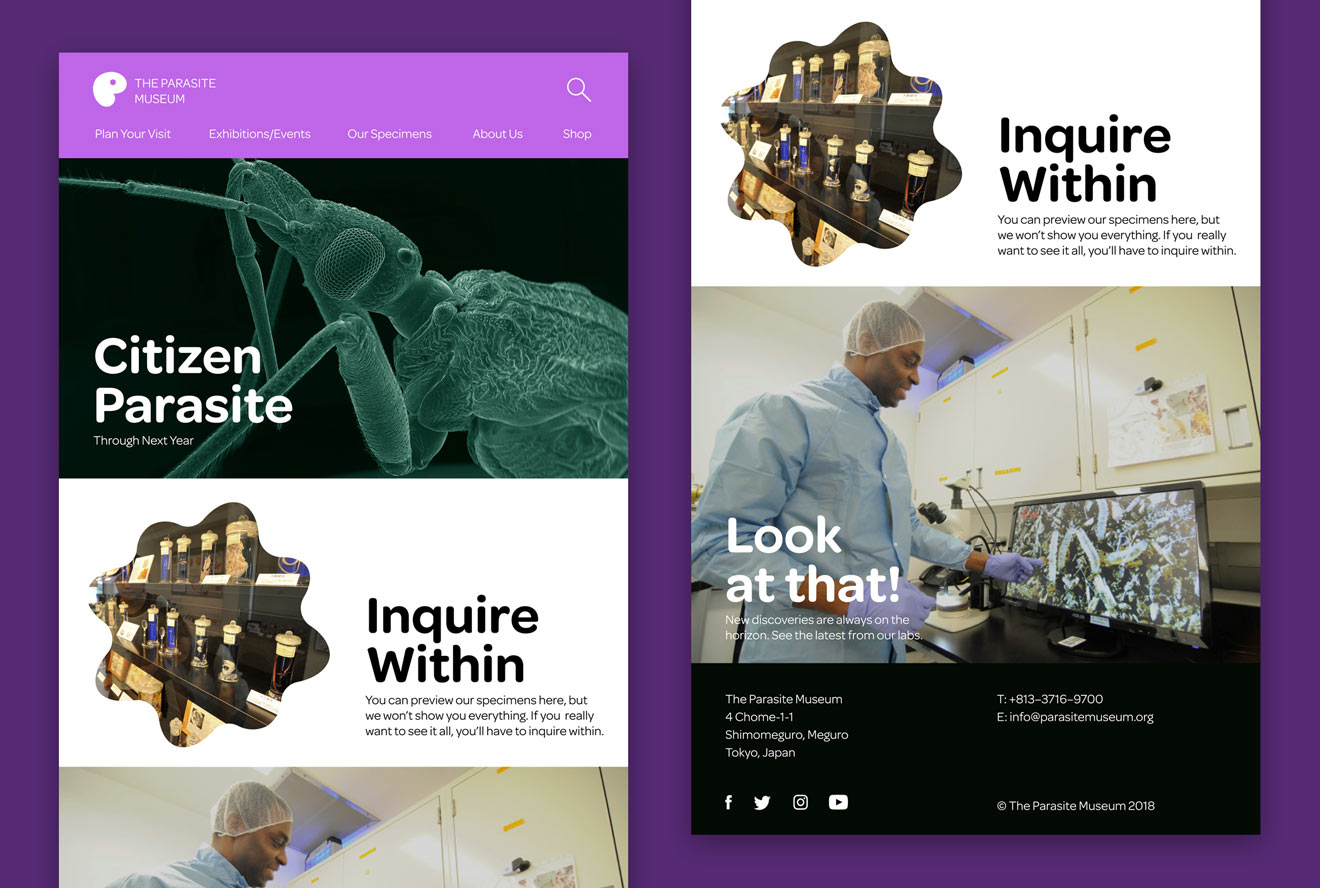 THE PARASITE
MUSEUM
Plan Your Visit
Exhibitions/Events
Our Specimens
About Us
Shop
Citizen
Parasite
Through Next Year
Inquire
Within
You can preview our specimens here, but
we won’t show you everything. If you really
want to see it all, you’ll have to inquire within.
Inquire
Within
You can preview our specimens here, but
we won’t show you everything. If you really
want to see it all, you’ll have to inquire within.
Look
at that!
New discoveries are always on the
horizon. See the latest from our labs.
The Parasite Museum
4 Chome-1-1
Shimomeguro, Meguro
Tokyo, Japan
T: +813–3716–9700
E: info@parasitemuseum.org
© The Parasite Museum 2018